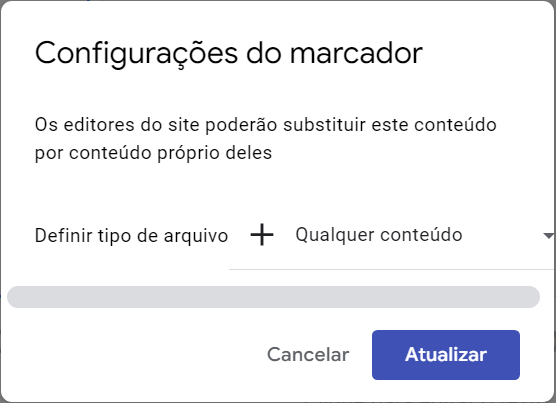 Configurações do marcador
Os editores do site poderão substituir este conteúdo
por conteúdo próprio deles
Definir tipo de arquivo Qualquer conteúdo
Cancelar Atualizar